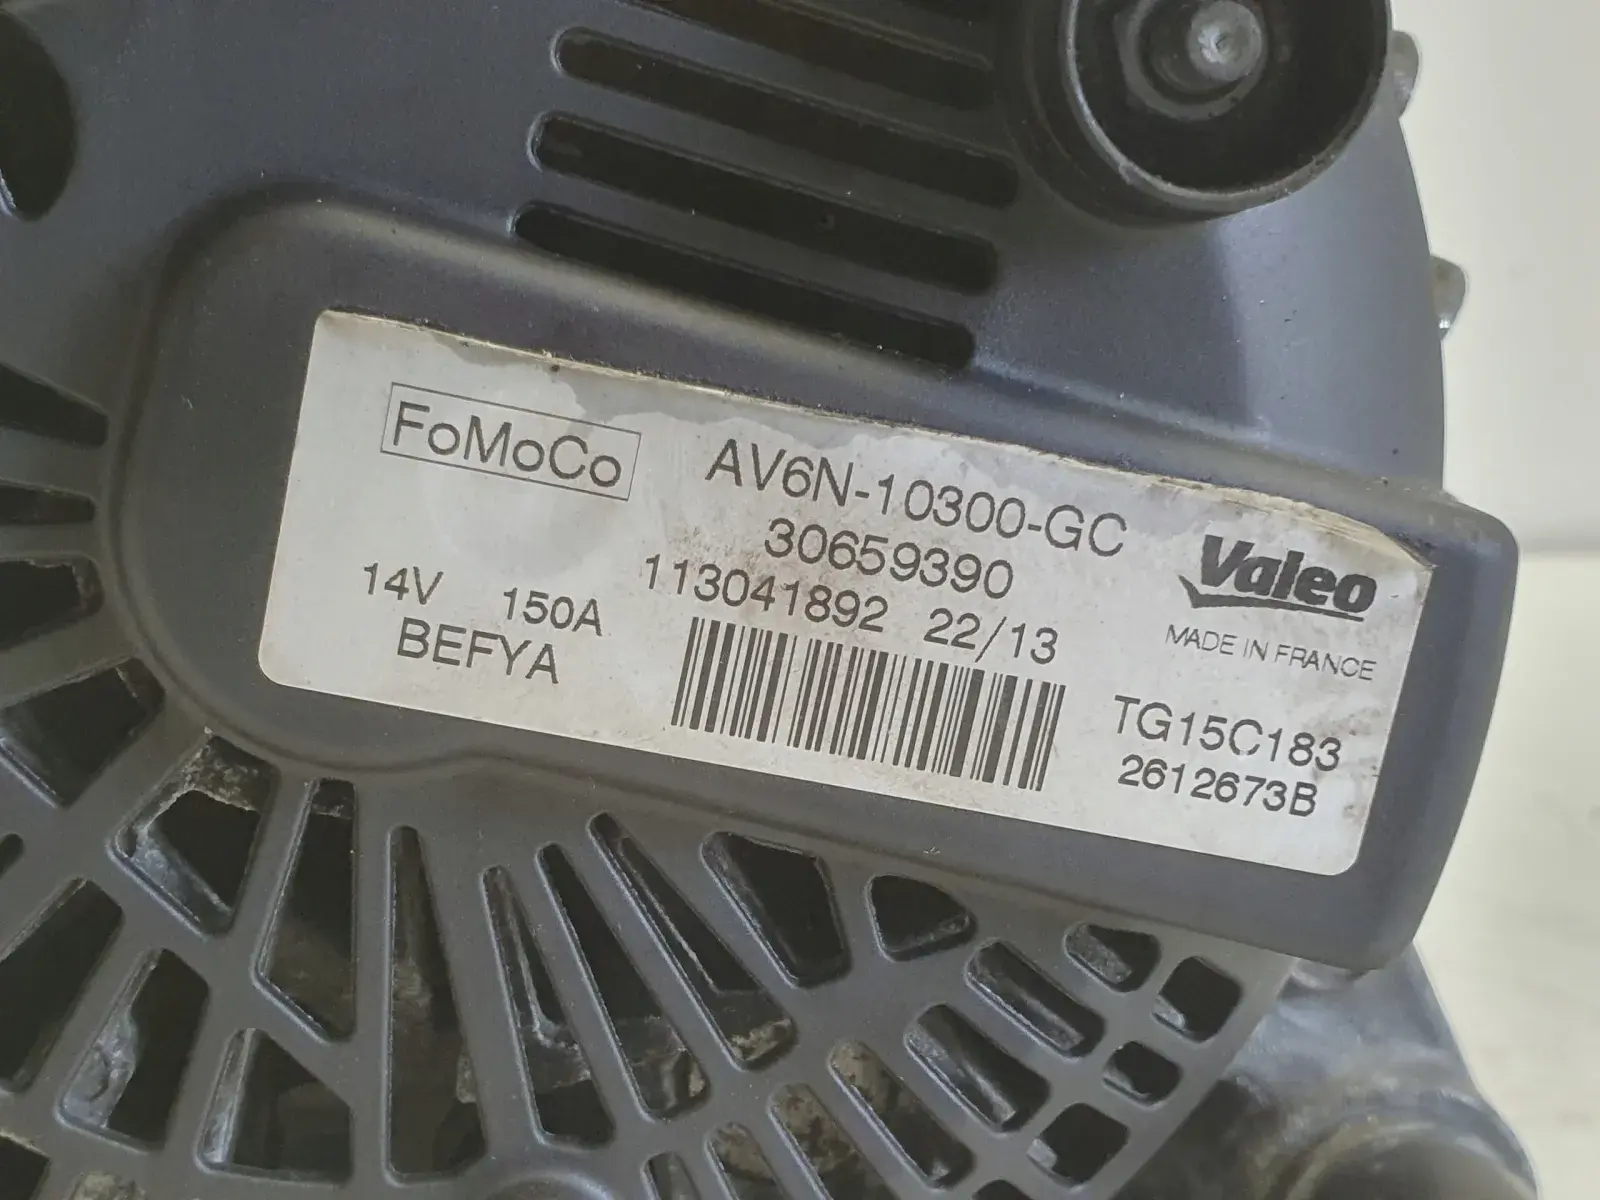 FoMoCo
AV6N-10300-GC
30659390
113041892 22/13
14V 150A
BEFYA
Valeo
MADE IN FRANCE
TG15C183
2612673B